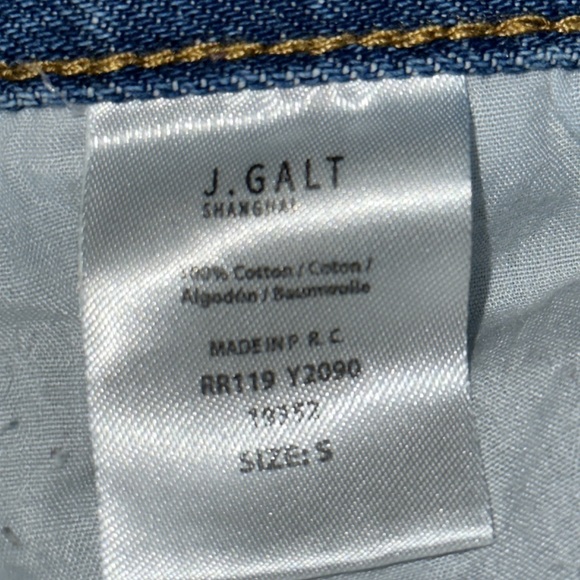 J.GALT
SHANGHAI
100% Cotton / Coton /
Algodón / Baumwolle
MADE IN P. R. C.
RR119 Y2090
SIZE: S